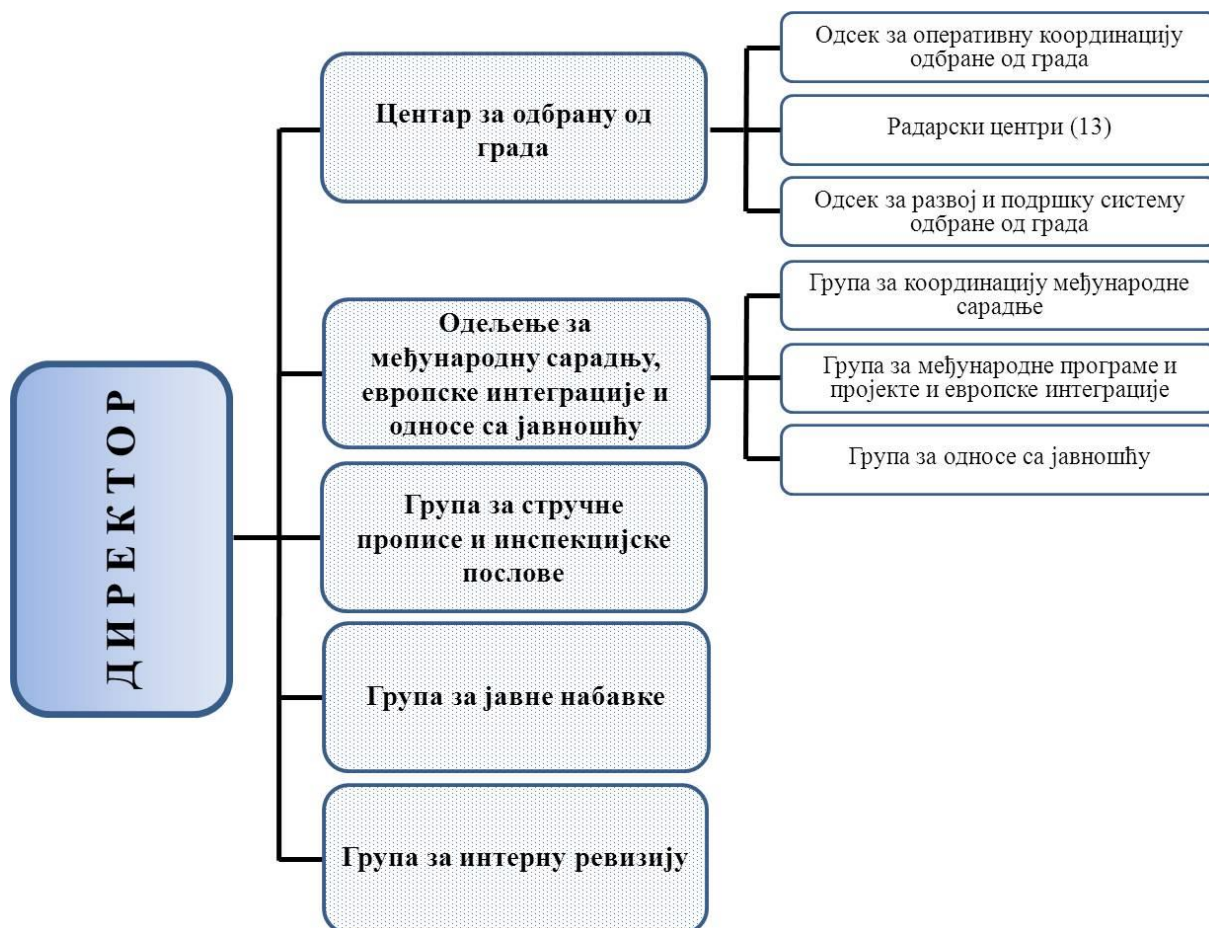 ДИРЕКТОР
Центар за одбрану од
града
Одсек за оперативну координацију
одбране од града
Радарски центри (13)
Одсек за развој и подршку систему
одбране од града
Одељење за
међународну сарадњу,
европске интеграције и
односе са јавношћу
Група за координацију међународне
сарадње
Група за међународне програме и
пројекте и европске интеграције
Група за односе са јавношћу
Група за стручне
прописе и инспекцијске
послове
Група за јавне набавке
Група за интерну ревизију